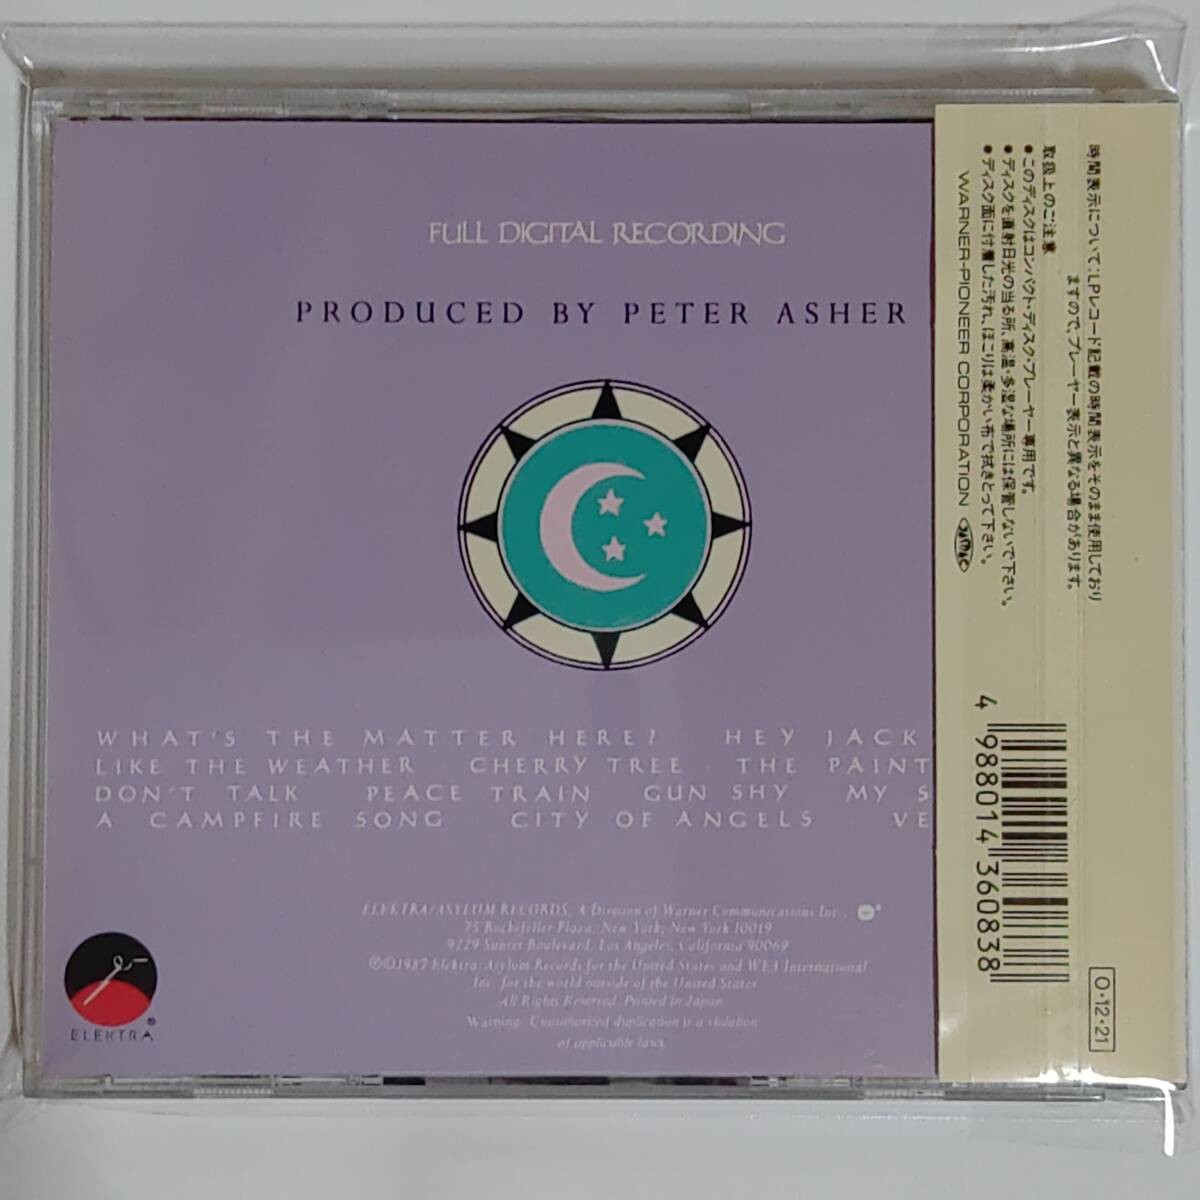 FULL DIGITAL RECORDING
PRODUCED BY PETER ASHER
WHAT'S THE MATTER HERE? HEY JACK
LIKE THE WEATHER · CHERRY TREE · THE PAINT
DON'T TALK PEACE TRAIN GUN SHY MY S
A CAMPFIRE SONG · CITY OF ANGELS · VE
ELEKTRA/ASYLUM RECORDS, A Division of Warner Communications Inc.,
75 Rockefeller Plaza, New York, New York 10019
9229 Sunset Boulevard, Los Angeles, California 90069
℗©1987 Elektra/Asylum Records for the United States and WEA International
Inc. for the world outside of the United States
All Rights Reserved. Printed in Japan
Warning: Unauthorized duplication is a violation
of applicable laws.
ELEKTRA®
時間表示について:LPレコード記載の時間表示をそのまま使用しており
ますので、プレーヤー表示と異なる場合があります。
取扱上のご注意
●このディスクはコンパクト・ディスク・プレーヤー専用です。
●ディスクを直射日光の当る所、高温・多湿な場所には保管しないで下さい。
●ディスク面に付着した汚れ、ほこりは柔かい布で拭きとって下さい。
WARNER-PIONEER CORPORATION
4 988014 360838
O·12·21